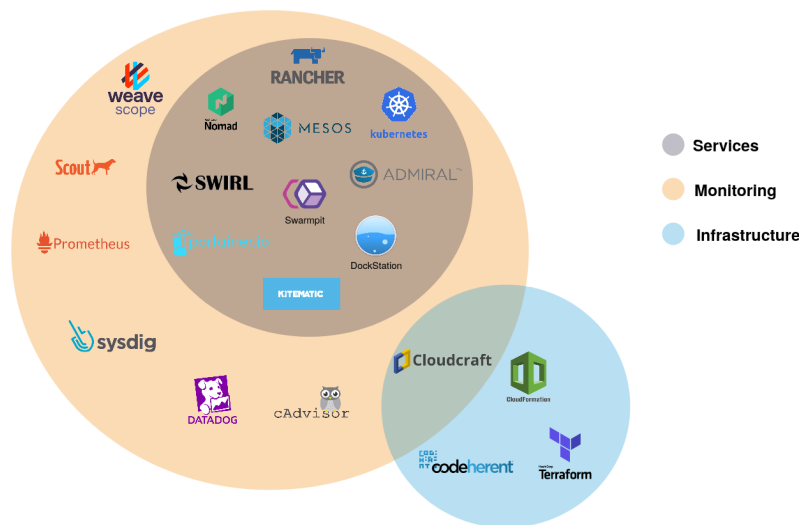 RANCHER
weave
scope
Nomad
MESOS
kubernetes
Services
Scout
SWIRL
ADMIRAL™
Monitoring
Swarmpit
Prometheus
portainer.io
Infrastructure
DockStation
KITEMATIC
sysdig
Cloudcraft
CloudFormation
DATADOG
cAdvisor
codeherent
Terraform